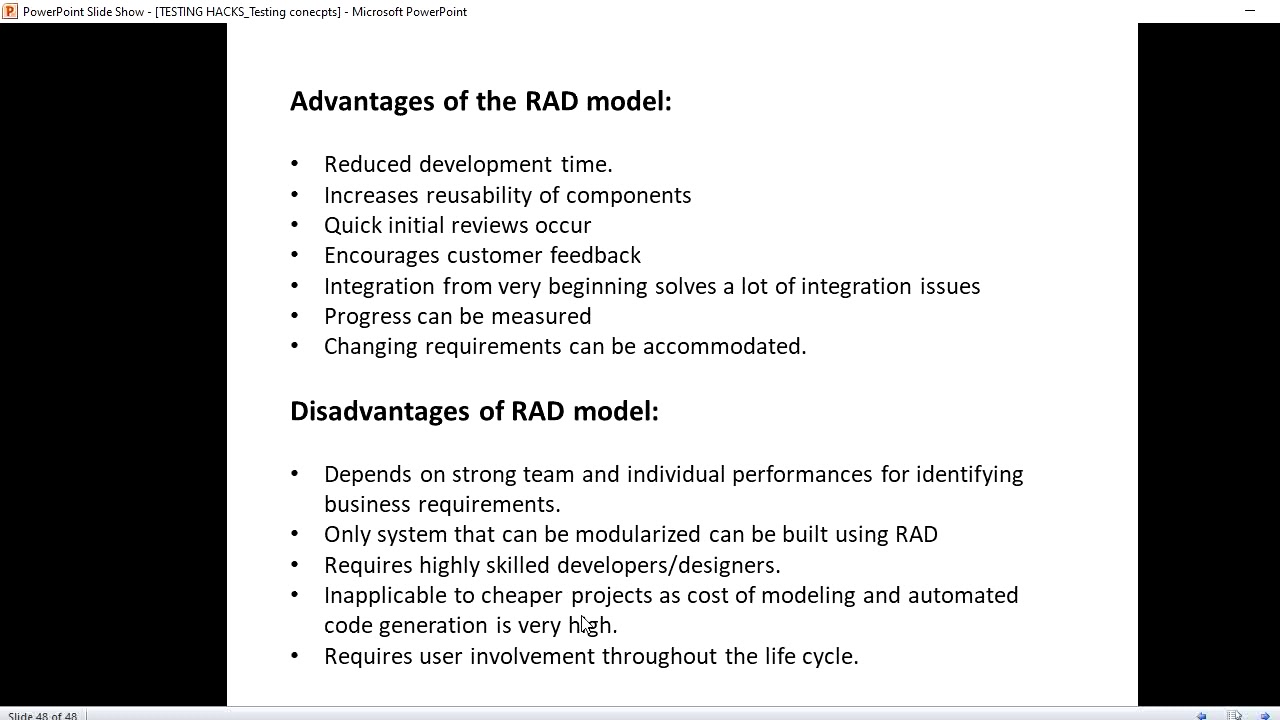 PowerPoint Slide Show - [TESTING HACKS_Testing conecpts] - Microsoft PowerPoint
Advantages of the RAD model:
• Reduced development time.
• Increases reusability of components
• Quick initial reviews occur
• Encourages customer feedback
• Integration from very beginning solves a lot of integration issues
• Progress can be measured
• Changing requirements can be accommodated.
Disadvantages of RAD model:
• Depends on strong team and individual performances for identifying
business requirements.
• Only system that can be modularized can be built using RAD
• Requires highly skilled developers/designers.
• Inapplicable to cheaper projects as cost of modeling and automated
code generation is very high.
• Requires user involvement throughout the life cycle.
Slide 48 of 48